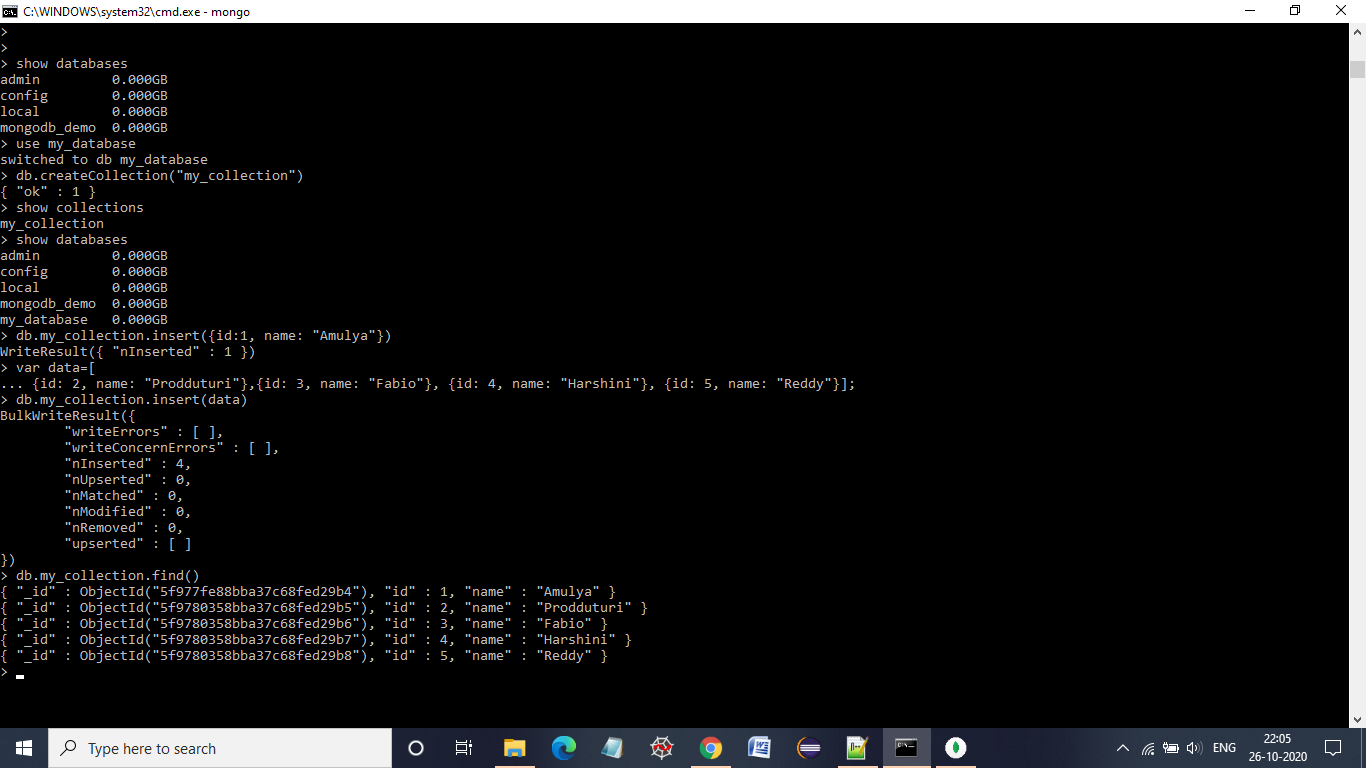 C:\WINDOWS\system32\cmd.exe - mongo
>
>
> show databases
admin         0.000GB
config        0.000GB
local         0.000GB
mongodb_demo  0.000GB
> use my_database
switched to db my_database
> db.createCollection("my_collection")
{ "ok" : 1 }
> show collections
my_collection
> show databases
admin         0.000GB
config        0.000GB
local         0.000GB
mongodb_demo  0.000GB
my_database   0.000GB
> db.my_collection.insert({id:1, name: "Amulya"})
WriteResult({ "nInserted" : 1 })
> var data=[
... {id: 2, name: "Prodduturi"},{id: 3, name: "Fabio"}, {id: 4, name: "Harshini"}, {id: 5, name: "Reddy"}];
> db.my_collection.insert(data)
BulkWriteResult({
        "writeErrors" : [ ],
        "writeConcernErrors" : [ ],
        "nInserted" : 4,
        "nUpserted" : 0,
        "nMatched" : 0,
        "nModified" : 0,
        "nRemoved" : 0,
        "upserted" : [ ]
})
> db.my_collection.find()
{ "_id" : ObjectId("5f977fe88bba37c68fed29b4"), "id" : 1, "name" : "Amulya" }
{ "_id" : ObjectId("5f9780358bba37c68fed29b5"), "id" : 2, "name" : "Prodduturi" }
{ "_id" : ObjectId("5f9780358bba37c68fed29b6"), "id" : 3, "name" : "Fabio" }
{ "_id" : ObjectId("5f9780358bba37c68fed29b7"), "id" : 4, "name" : "Harshini" }
{ "_id" : ObjectId("5f9780358bba37c68fed29b8"), "id" : 5, "name" : "Reddy" }
>
Type here to search
ENG
22:05
26-10-2020